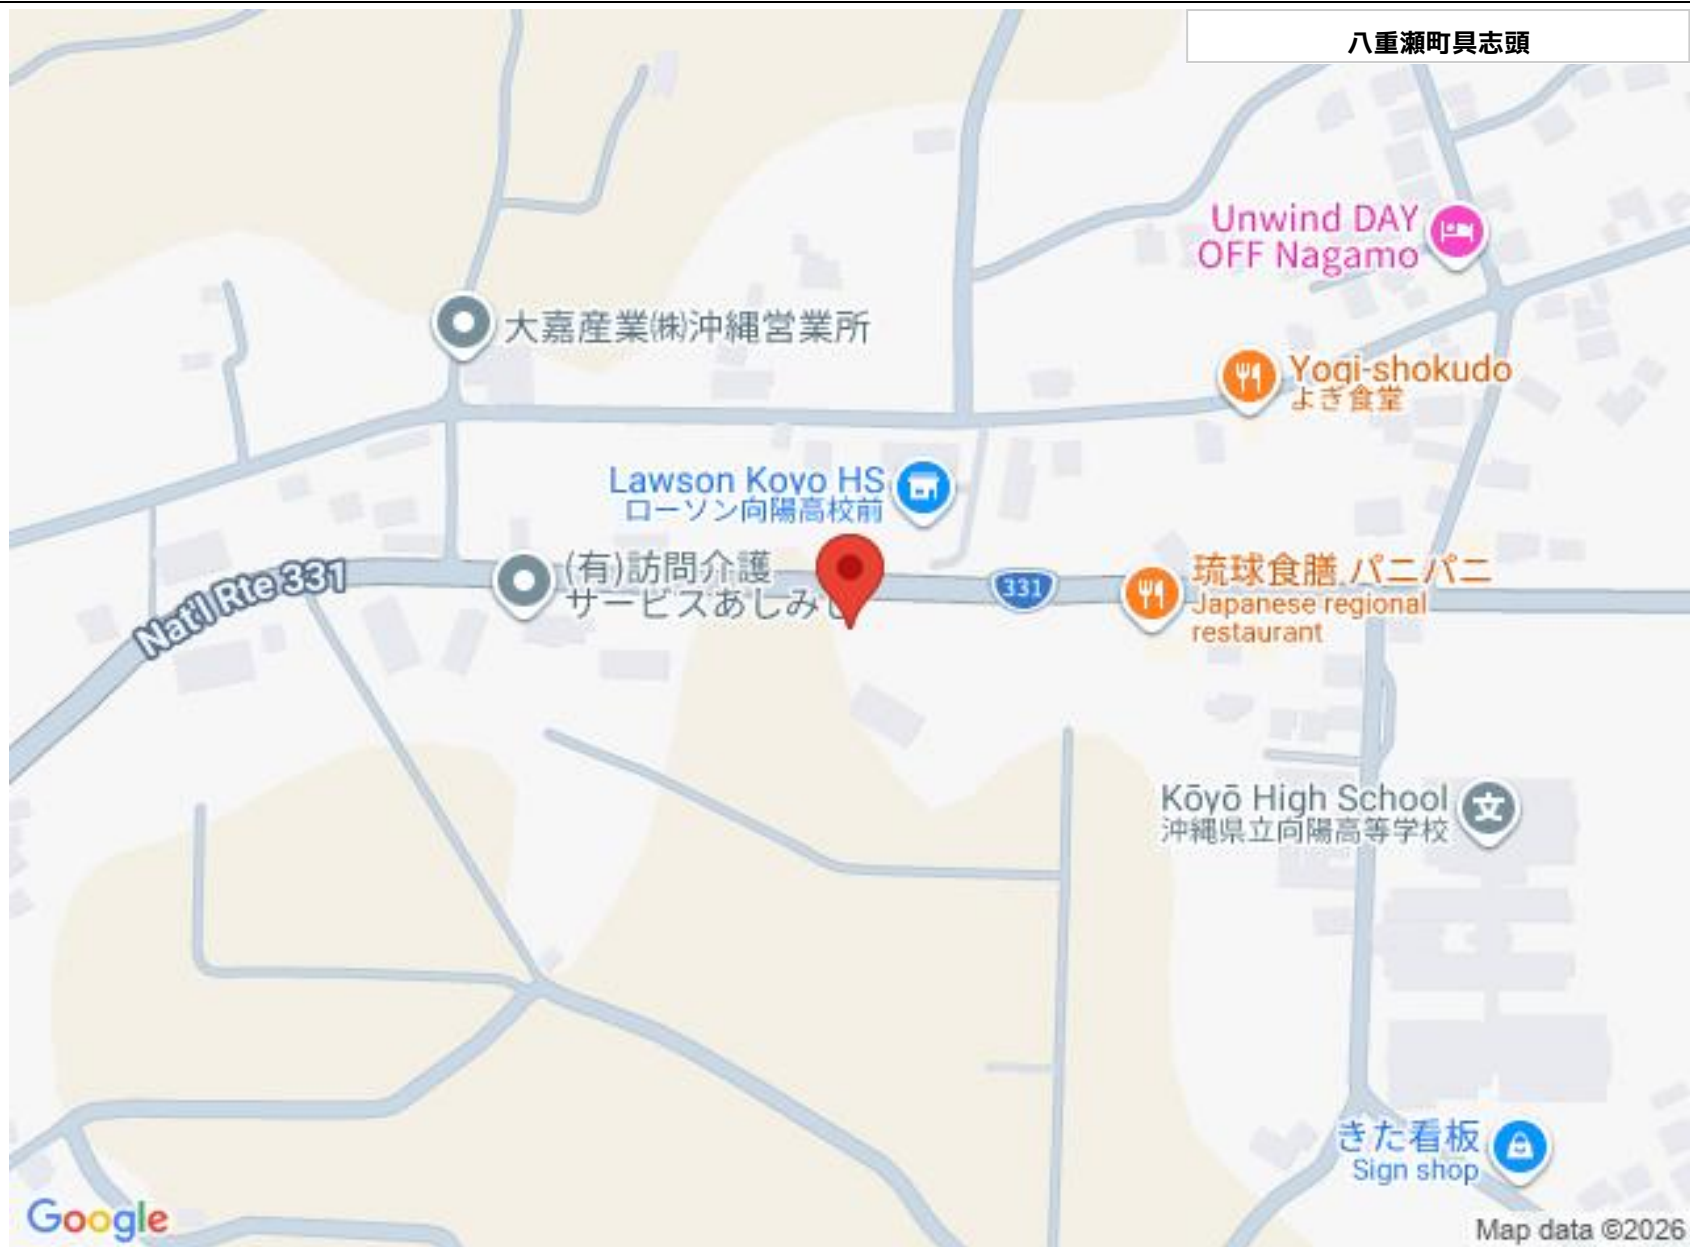 八重瀬町具志頭
Unwind DAY
OFF Nagamo
大嘉産業㈱沖縄営業所
Yogi-shokudo
よぎ食堂
Lawson Koyo HS
ローソン向陽高校前
Nat'l Rte 331
(有)訪問介護
サービスあしみじ
331
琉球食膳 パニパニ
Japanese regional
restaurant
Kōyō High School
沖縄県立向陽高等学校
きた看板
Sign shop
Google
Map data ©2026